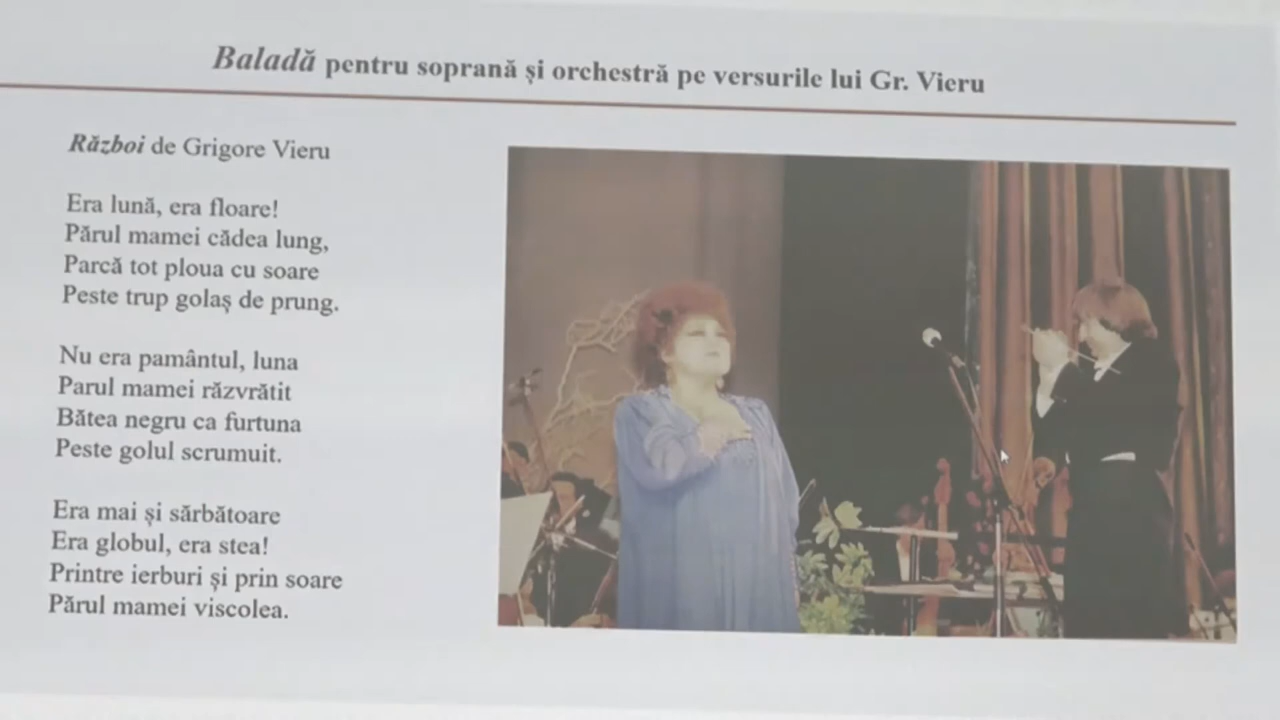 Baladă pentru soprană și orchestră pe versurile lui Gr. Vieru
Război de Grigore Vieru
Era lună, era floare!
Părul mamei cădea lung,
Parcă tot ploua cu soare
Peste trup golaș de prung.
Nu era pamântul, luna
Parul mamei răzvrătit
Bătea negru ca furtuna
Peste golul scrumuit.
Era mai și sărbătoare
Era globul, era stea!
Printre ierburi și prin soare
Părul mamei viscolea.